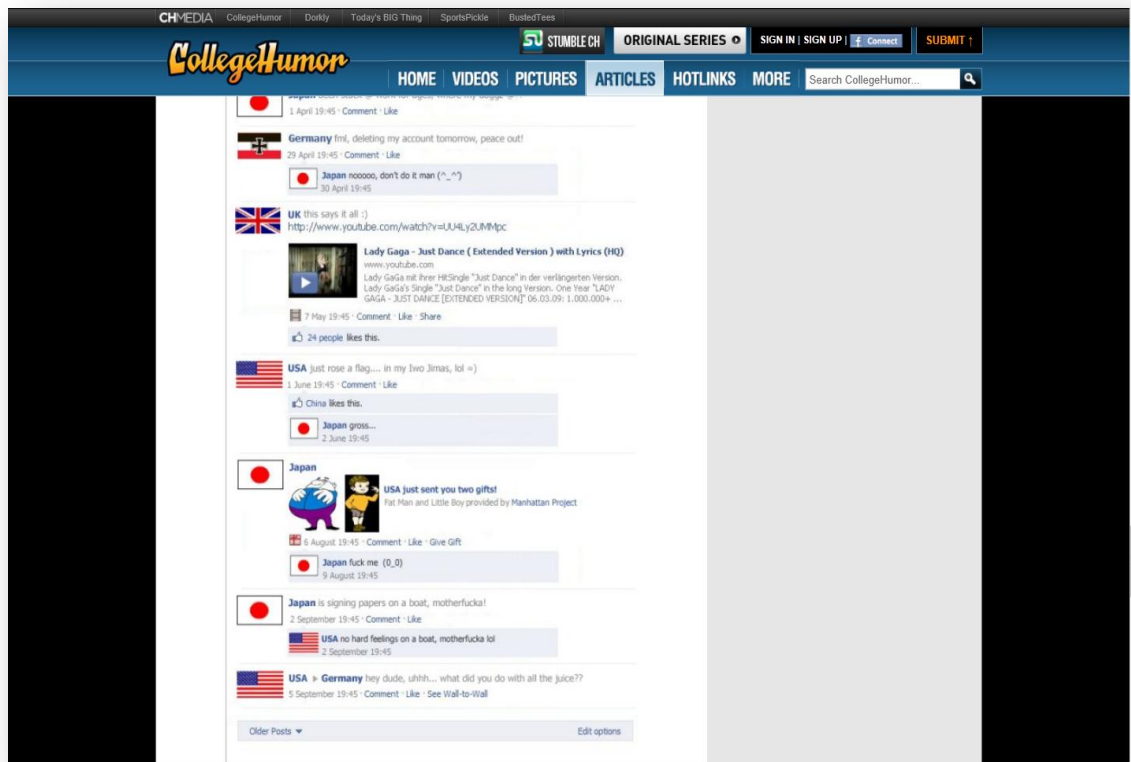 CHMEDIA CollegeHumor Dorkly Today's BIG Thing SportsPickle BustedTees
CollegeHumor
STUMBLE CH ORIGINAL SERIES SIGN IN | SIGN UP | f Connect SUBMIT ↑
HOME VIDEOS PICTURES ARTICLES HOTLINKS MORE Search CollegeHumor...
1 April 19:45 · Comment · Like
Germany fml, deleting my account tomorrow, peace out!
29 April 19:45 · Comment · Like
Japan nooooo, don't do it man (^_^')
30 April 19:45
UK this says it all :)
http://www.youtube.com/watch?v=UU4Ly2UMMpc
Lady Gaga - Just Dance ( Extended Version ) with Lyrics (HQ)
www.youtube.com
Lady GaGa mit ihrer HitSingle "Just Dance" in der verlängerten Version.
Lady GaGa's Single "Just Dance" in the long Version. One Year "LADY
GAGA - JUST DANCE [EXTENDED VERSION]" 06.03.09: 1.000.000+ ...
7 May 19:45 · Comment · Like · Share
24 people likes this.
USA just rose a flag.... in my Iwo Jimas, lol =)
1 June 19:45 · Comment · Like
China likes this.
Japan gross...
2 June 19:45
Japan
USA just sent you two gifts!
Fat Man and Little Boy provided by Manhattan Project
6 August 19:45 · Comment · Like · Give Gift
Japan fuck me (0_0)
9 August 19:45
Japan is signing papers on a boat, motherfucka!
2 September 19:45 · Comment · Like
USA no hard feelings on a boat, motherfucka lol
2 September 19:45
USA ▸ Germany hey dude, uhhh... what did you do with all the juice??
5 September 19:45 · Comment · Like · See Wall-to-Wall
Older Posts Edit options